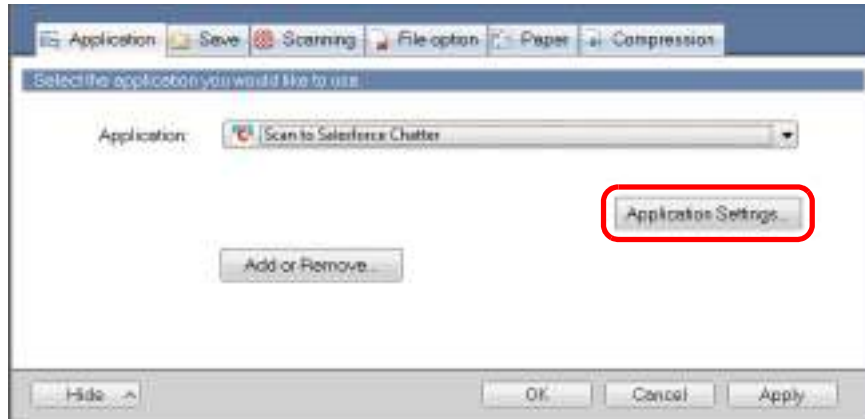 Application Save Scanning File option Paper Compression
Select the application you would like to use.
Application: Scan to Salesforce Chatter
Application Settings...
Add or Remove...
Hide OK Cancel Apply